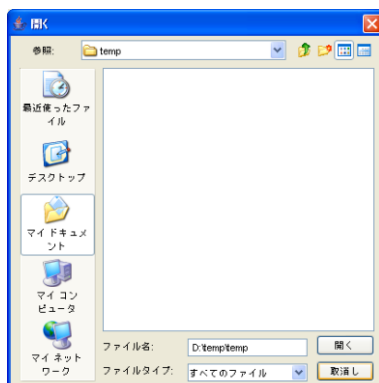 開く
参照:
temp
最近使ったファ
イル
デスクトップ
マイ ドキュメ
ント
マイ コン
ピュータ
マイ ネット
ワーク
ファイル名:
D:\temp\temp
開く
ファイルタイプ:
すべてのファイル
取消し